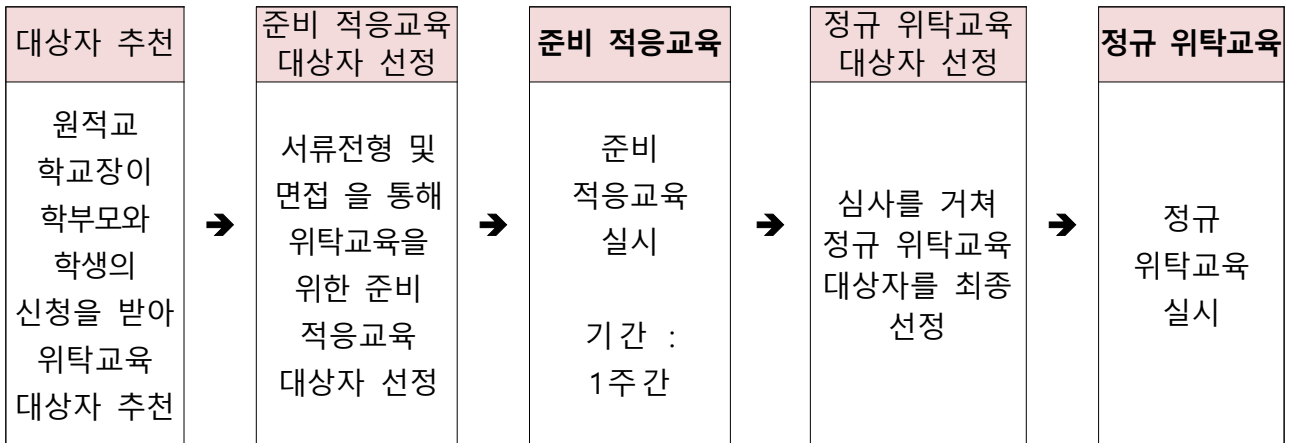 대상자 추천
원적교
학교장이
학부모와
학생의
신청을 받아
위탁교육
대상자 추천
➔
준비 적응교육
대상자 선정
서류전형 및
면접 을 통해
위탁교육을
위한 준비
적응교육
대상자 선정
➔
준비 적응교육
준비
적응교육
실시
기간 :
1주간
➔
정규 위탁교육
대상자 선정
심사를 거쳐
정규 위탁교육
대상자를 최종
선정
➔
정규 위탁교육
정규
위탁교육
실시